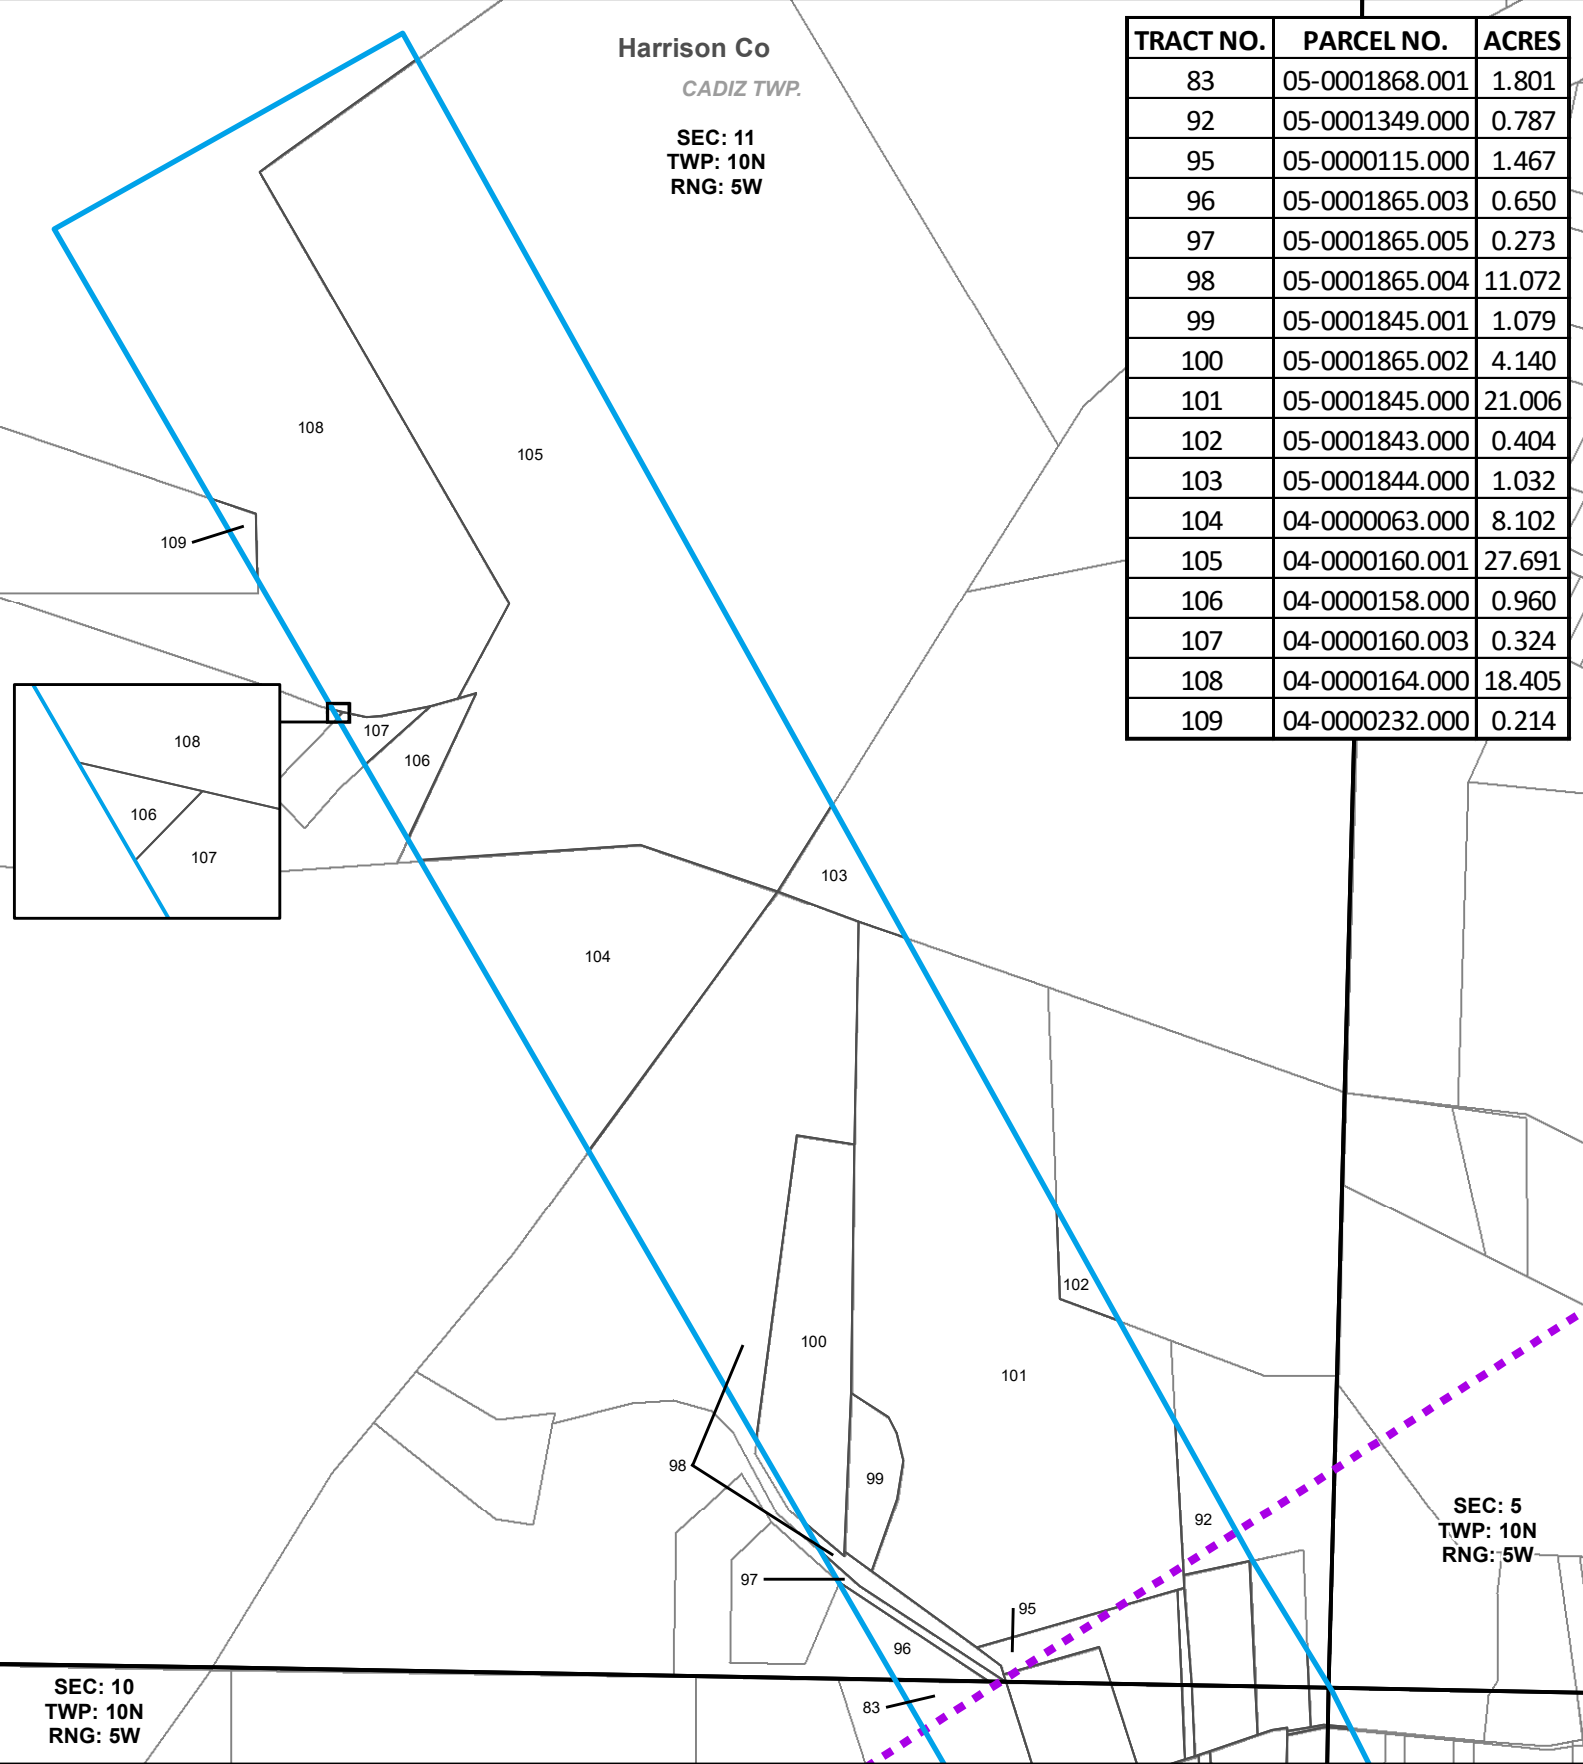 Harrison Co
CADIZ TWP.
SEC: 11
TWP: 10N
RNG: 5W
TRACT NO. PARCEL NO. ACRES
83 05-0001868.001 1.801
92 05-0001349.000 0.787
95 05-0000115.000 1.467
96 05-0001865.003 0.650
97 05-0001865.005 0.273
98 05-0001865.004 11.072
99 05-0001845.001 1.079
100 05-0001865.002 4.140
101 05-0001845.000 21.006
102 05-0001843.000 0.404
103 05-0001844.000 1.032
104 04-0000063.000 8.102
105 04-0000160.001 27.691
106 04-0000158.000 0.960
107 04-0000160.003 0.324
108 04-0000164.000 18.405
109 04-0000232.000 0.214
108
105
109
107
106
108
106
107
103
104
102
100
101
98
99
92
97
95
96
83
SEC: 5
TWP: 10N
RNG: 5W
SEC: 10
TWP: 10N
RNG: 5W